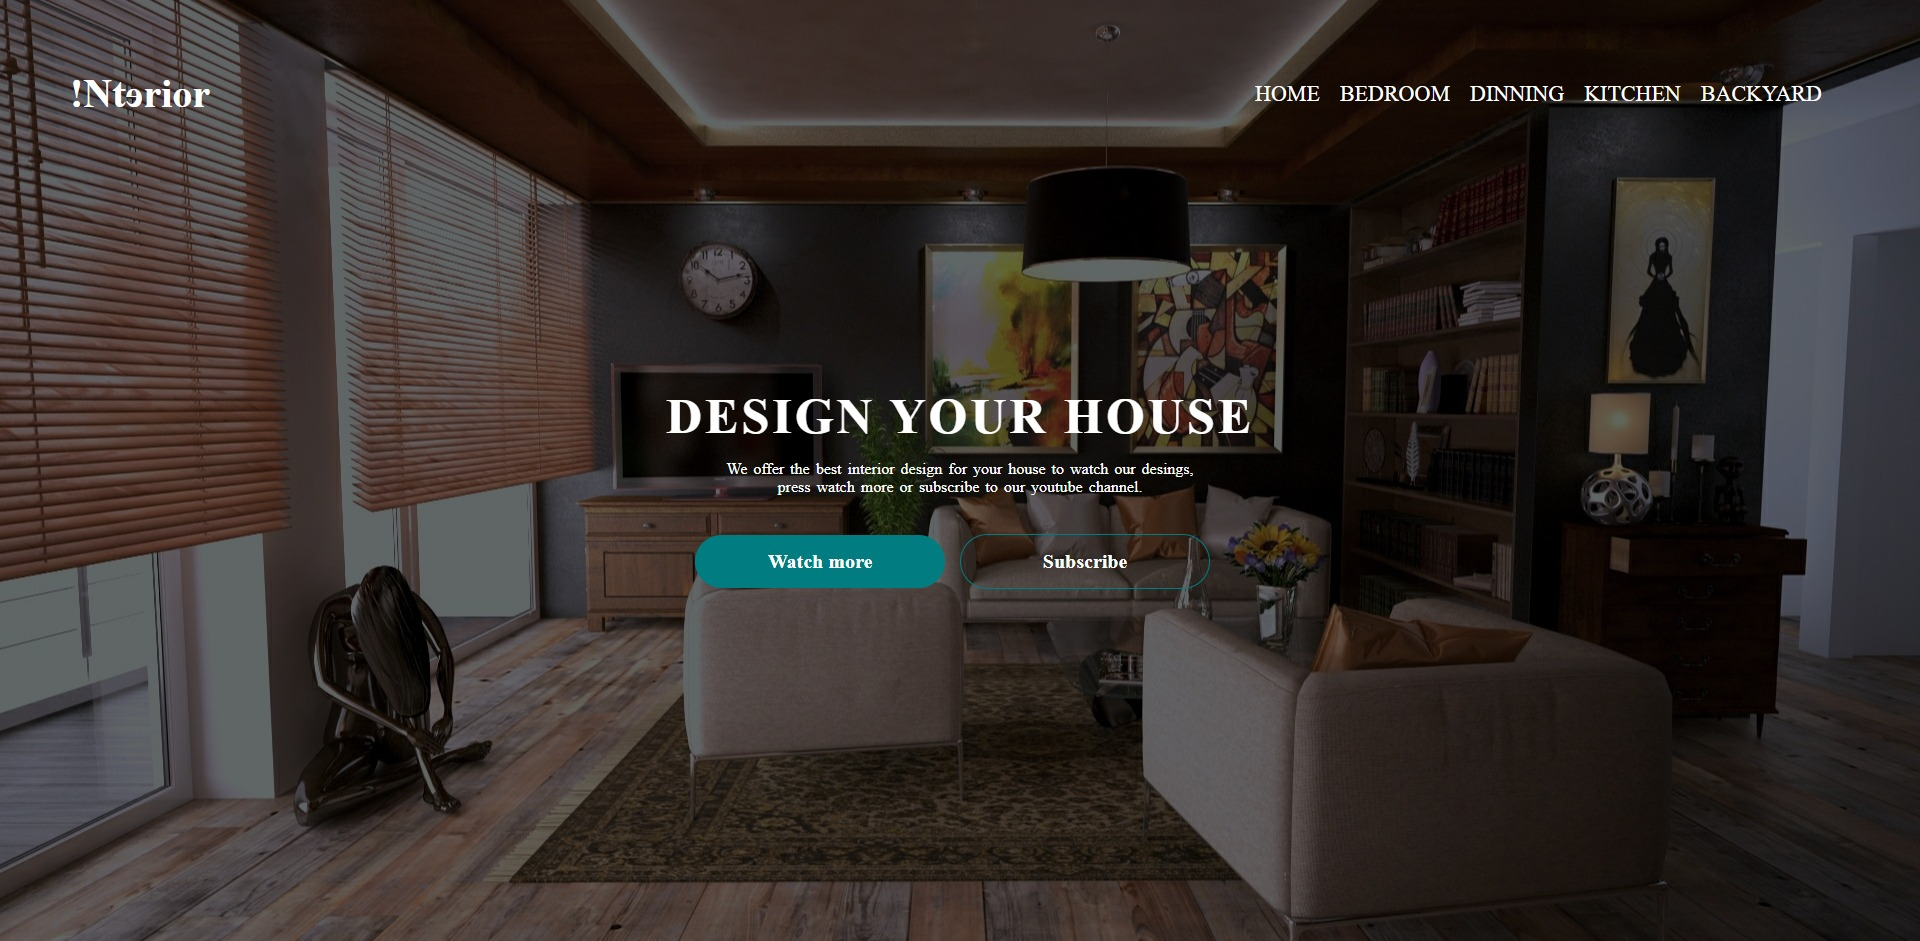 !Ntɘrior
HOME BEDROOM DINNING KITCHEN BACKYARD
DESIGN YOUR HOUSE
We offer the best interior design for your house to watch our desings,
press watch more or subscribe to our youtube channel.
Watch more Subscribe